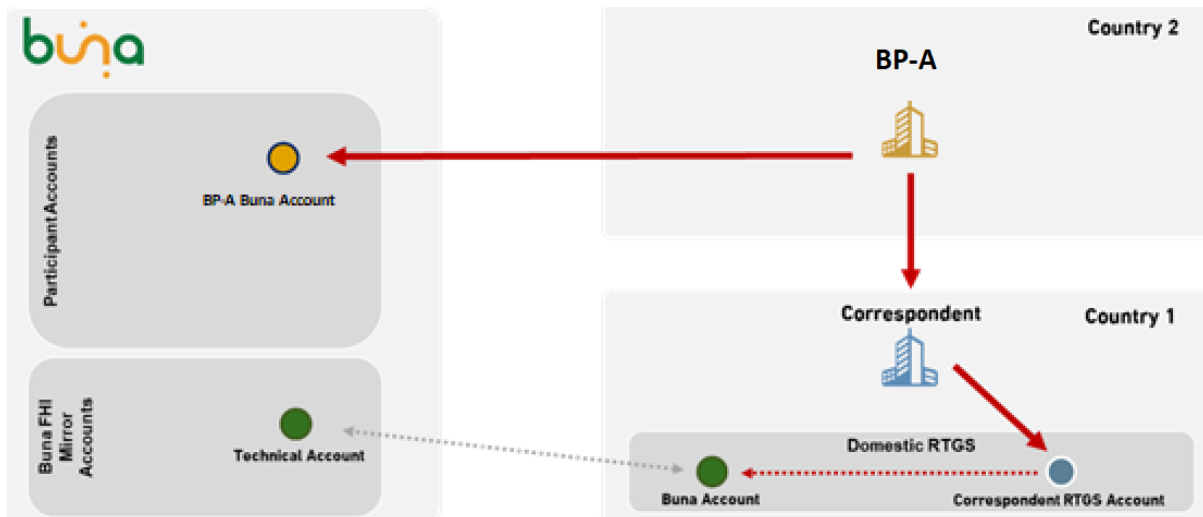 buna
Participant Accounts
BP-A Buna Account
Buna FHI
Mirror
Accounts
Technical Account
Country 2
BP-A
Correspondent
Country 1
Domestic RTGS
Buna Account
Correspondent RTGS Account